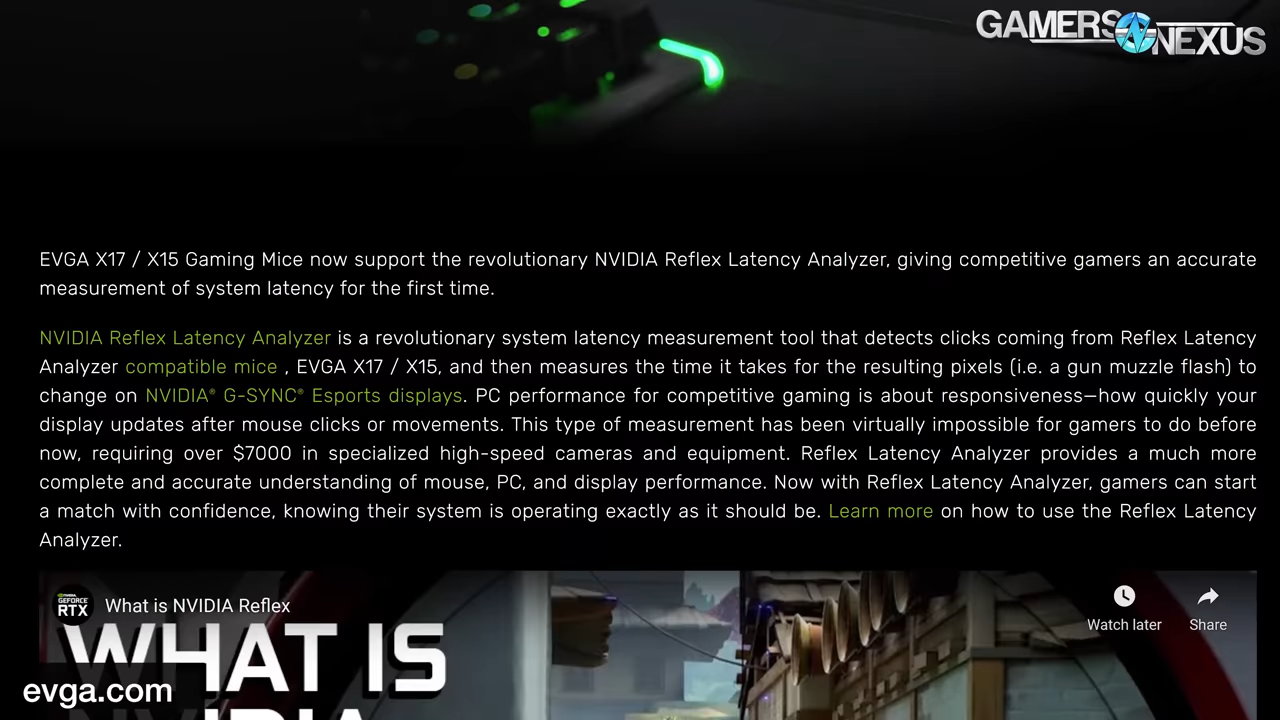 GAMERS NEXUS
EVGA X17 / X15 Gaming Mice now support the revolutionary NVIDIA Reflex Latency Analyzer, giving competitive gamers an accurate
measurement of system latency for the first time.
NVIDIA Reflex Latency Analyzer is a revolutionary system latency measurement tool that detects clicks coming from Reflex Latency
Analyzer compatible mice , EVGA X17 / X15, and then measures the time it takes for the resulting pixels (i.e. a gun muzzle flash) to
change on NVIDIA® G-SYNC® Esports displays. PC performance for competitive gaming is about responsiveness—how quickly your
display updates after mouse clicks or movements. This type of measurement has been virtually impossible for gamers to do before
now, requiring over $7000 in specialized high-speed cameras and equipment. Reflex Latency Analyzer provides a much more
complete and accurate understanding of mouse, PC, and display performance. Now with Reflex Latency Analyzer, gamers can start
a match with confidence, knowing their system is operating exactly as it should be. Learn more on how to use the Reflex Latency
Analyzer.
NVIDIA
GEFORCE
RTX
What is NVIDIA Reflex
Watch later
Share
WHAT IS
NVIDIA
evga.com